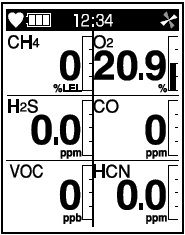 12:34
CH4 O2
0 20.9
%LEL %
H2S CO
0.0 0
ppm ppm
VOC HCN
0 0.0
ppb ppm